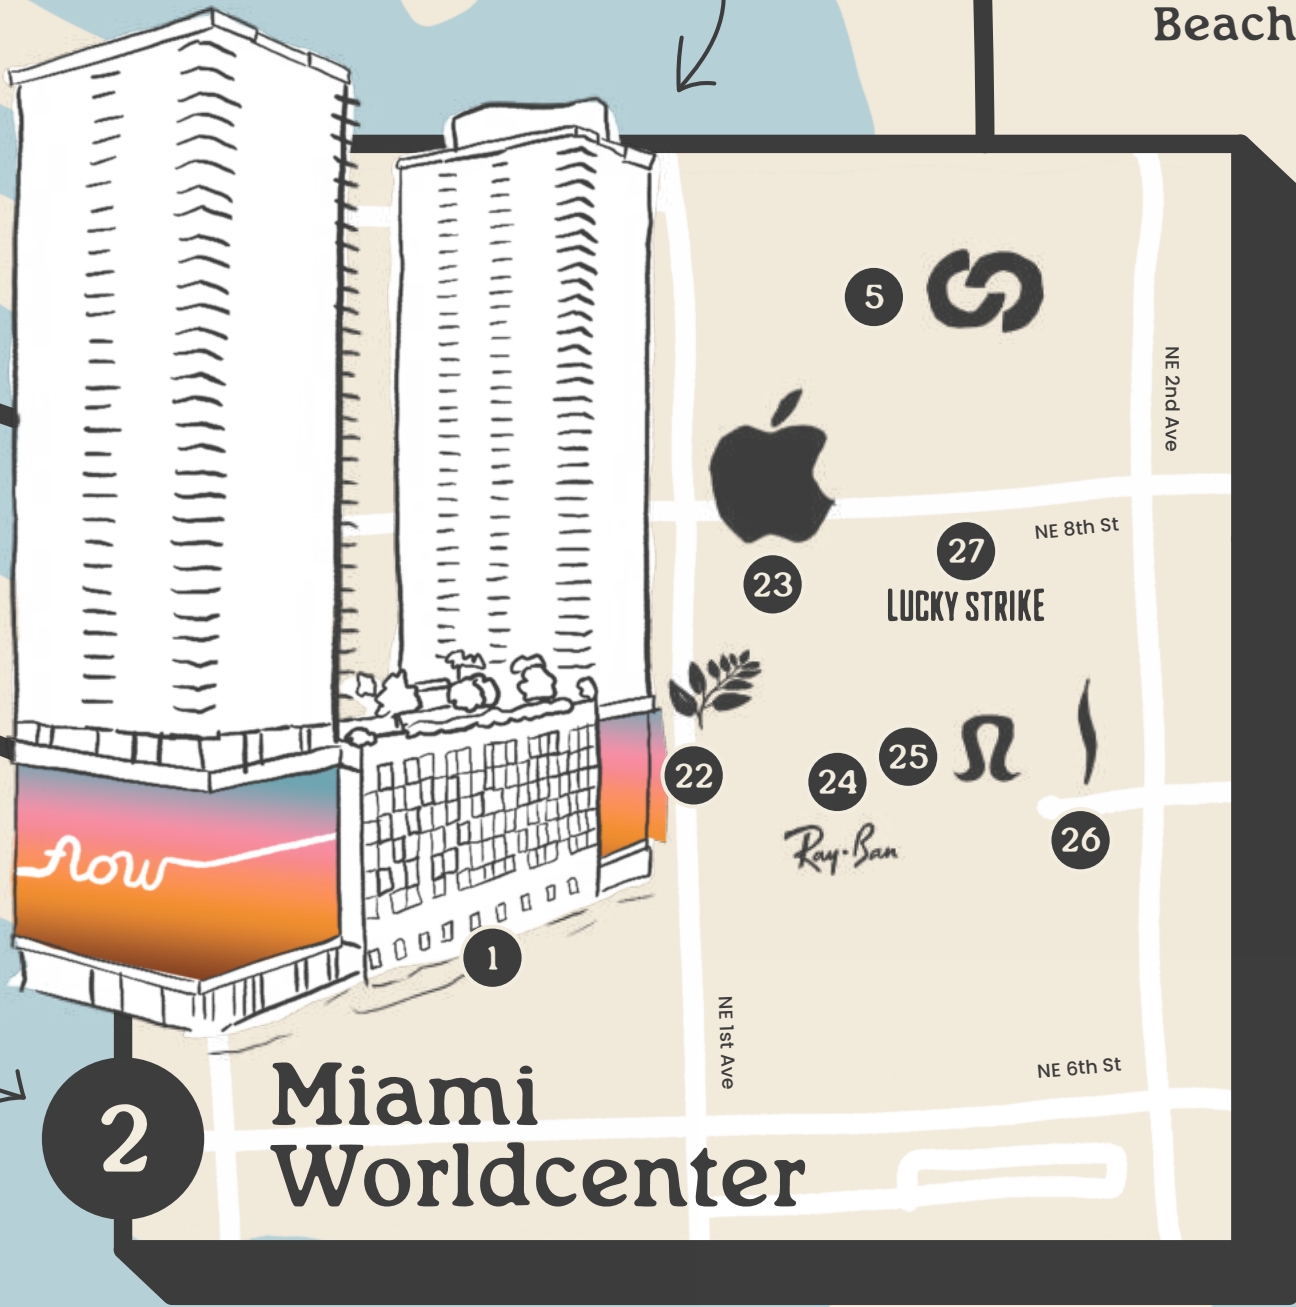 Beach
5
NE 2nd Ave
NE 8th St
27
LUCKY STRIKE
23
22
24
25
26
Ray-Ban
flow
1
NE 1st Ave
NE 6th St
2
Miami
Worldcenter